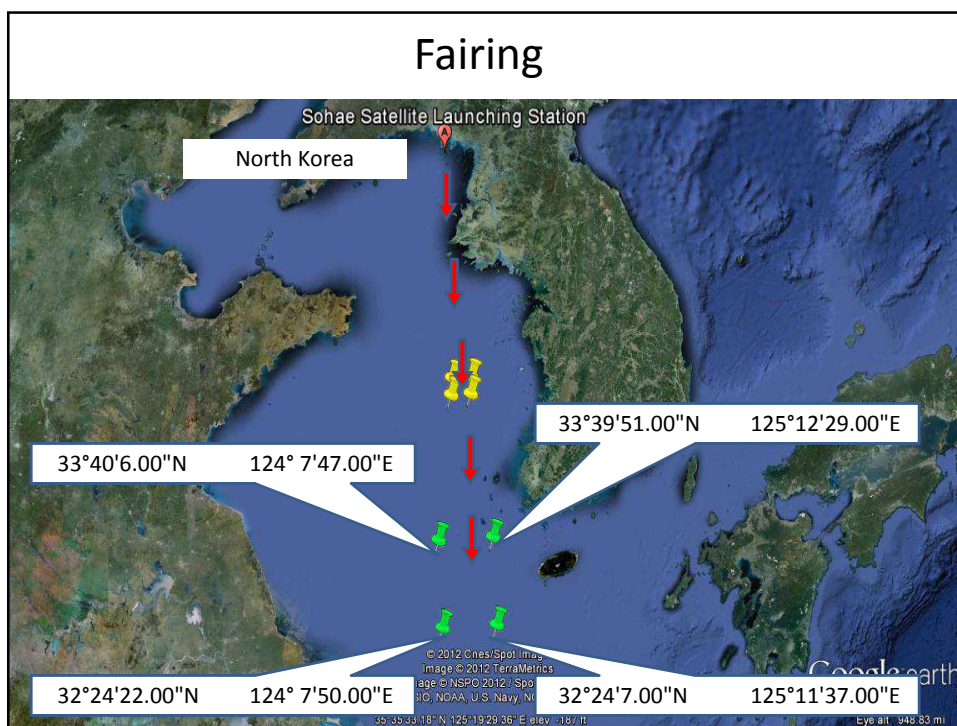 Fairing
Sohae Satellite Launching Station
A
North Korea
33°39'51.00"N 125°12'29.00"E
33°40'6.00"N 124° 7'47.00"E
© 2012 Cnes/Spot
Image © 2012 TerraMetrics
© NSPO 2012 / Spo
NOAA, U.S. Navy,
32°24'22.00"N 124° 7'50.00"E
32°24'7.00"N 125°11'37.00"E
Google earth
35°35'33.18" N 125°19'29.36" E elev -187 ft
Eye alt 948.83 mi